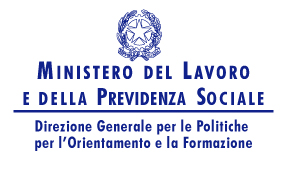 MINISTERO DEL LAVORO
E DELLA PREVIDENZA SOCIALE
Direzione Generale per le Politiche
per l'Orientamento e la Formazione